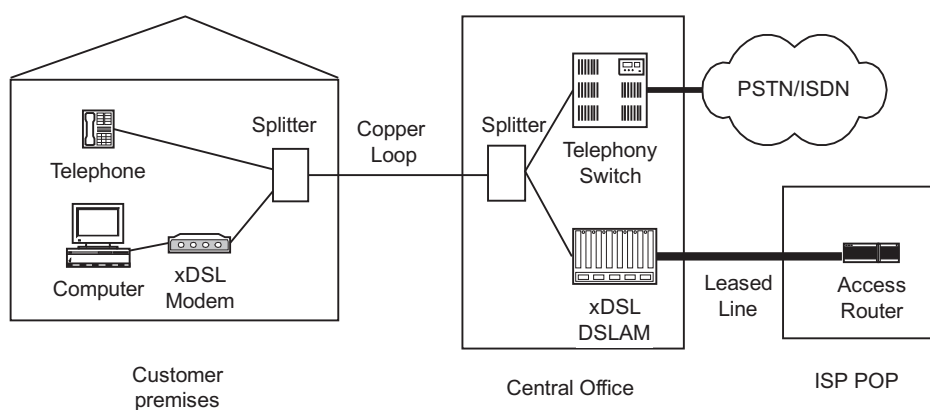 PSTN/ISDN
Splitter
Copper
Loop
Splitter
Telephone
Telephony
Switch
Computer
xDSL
Modem
xDSL
DSLAM
Leased
Line
Access
Router
Customer
premises
Central Office
ISP POP